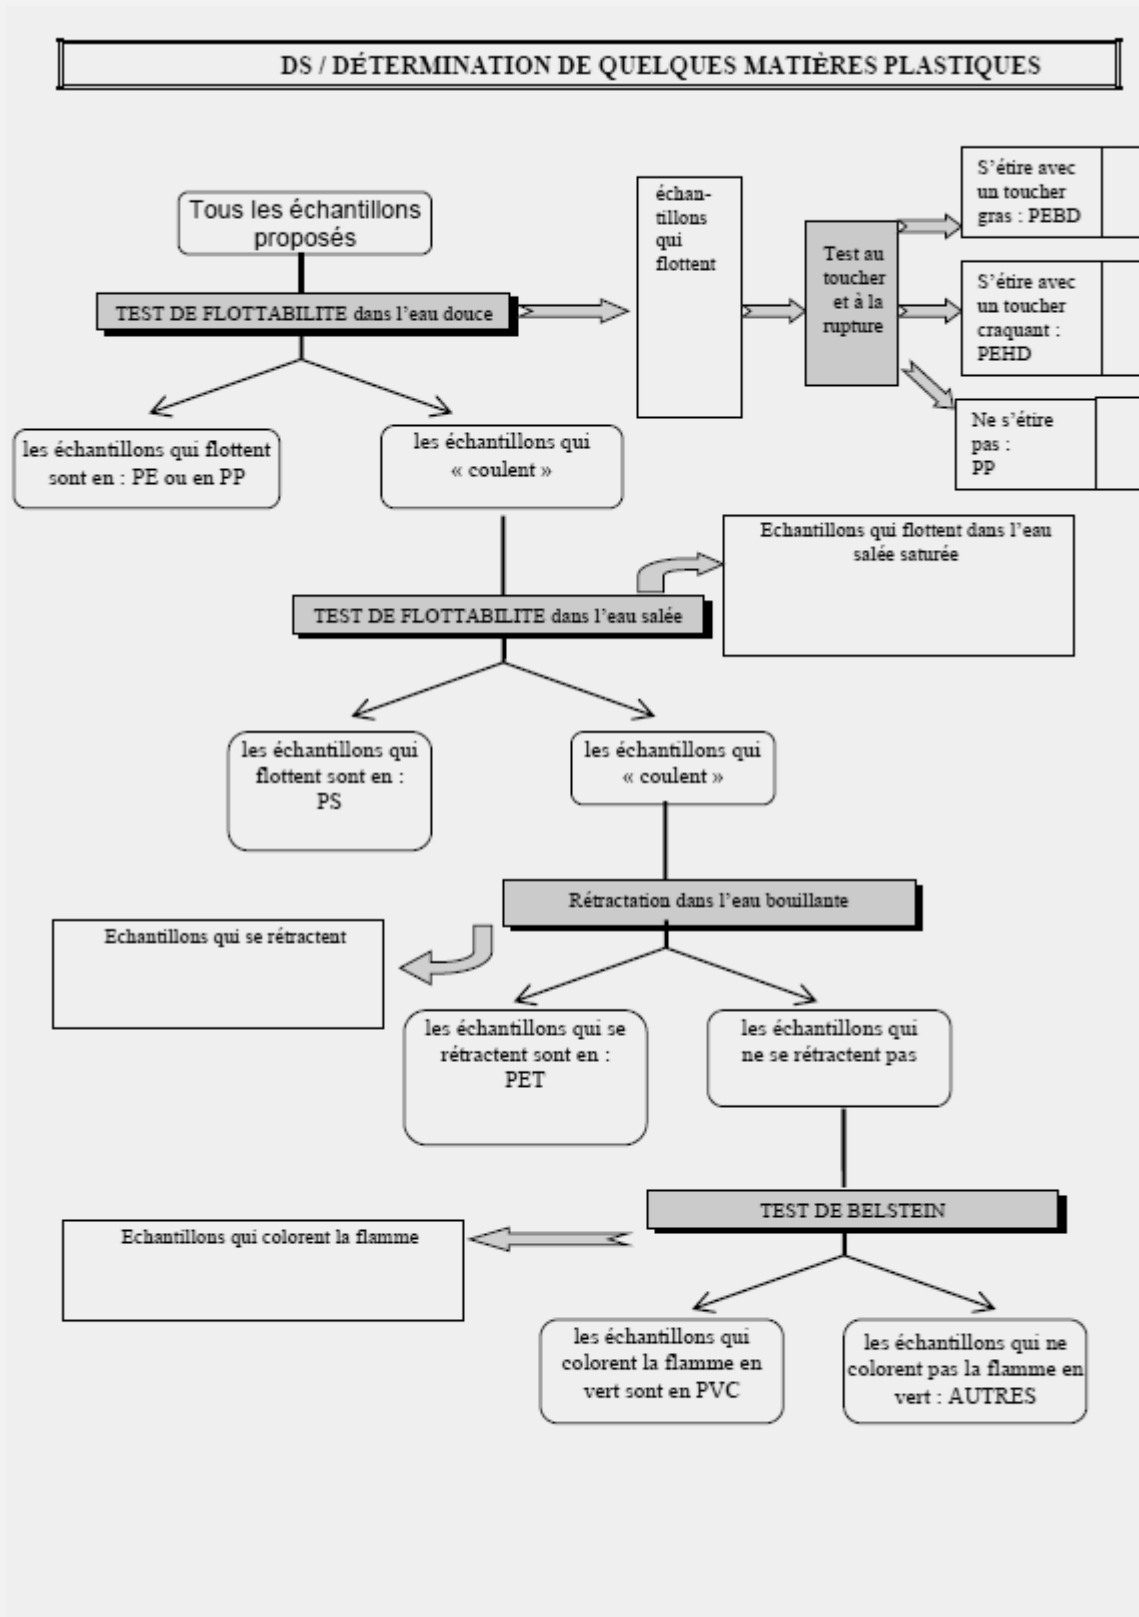 DS / DÉTERMINATION DE QUELQUES MATIÈRES PLASTIQUES
Tous les échantillons
proposés
TEST DE FLOTTABILITE dans l'eau douce
échan-
tillons
qui
flottent
Test au
toucher
et à la
rupture
S'étire avec
un toucher
gras : PEBD
S'étire avec
un toucher
craquant :
PEHD
Ne s'étire
pas :
PP
les échantillons qui flottent
sont en : PE ou en PP
les échantillons qui
« coulent »
Echantillons qui flottent dans l'eau
salée saturée
TEST DE FLOTTABILITE dans l'eau salée
les échantillons qui
flottent sont en :
PS
les échantillons qui
« coulent »
Rétractation dans l'eau bouillante
Echantillons qui se rétractent
les échantillons qui se
rétractent sont en :
PET
les échantillons qui
ne se rétractent pas
TEST DE BELSTEIN
Echantillons qui colorent la flamme
les échantillons qui
colorent la flamme en
vert sont en PVC
les échantillons qui ne
colorent pas la flamme en
vert : AUTRES